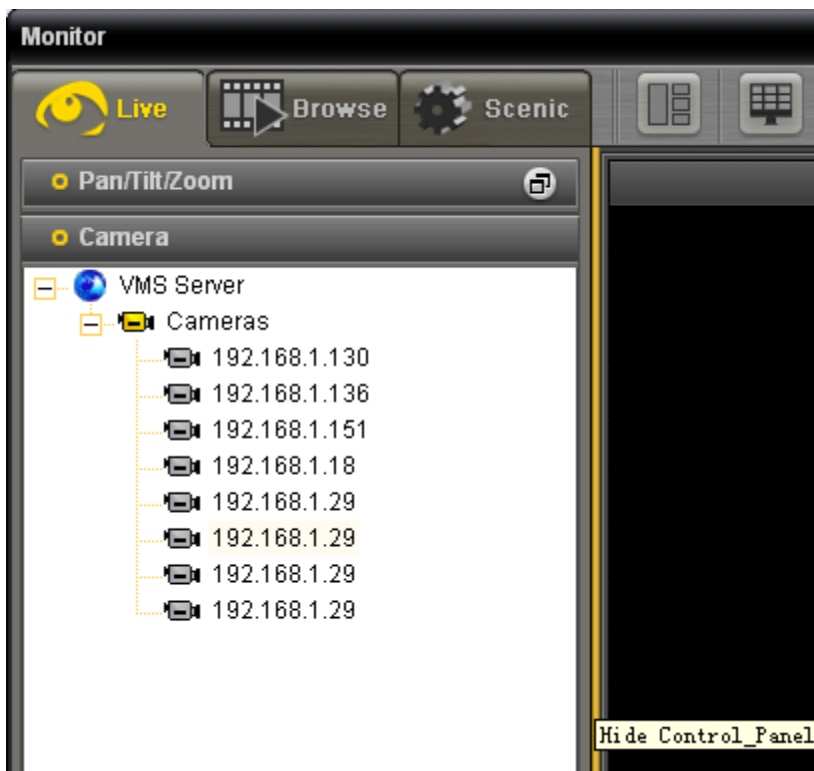 Monitor
Live
Browse
Scenic
Pan/Tilt/Zoom
Camera
VMS Server
Cameras
192.168.1.130
192.168.1.136
192.168.1.151
192.168.1.18
192.168.1.29
192.168.1.29
192.168.1.29
192.168.1.29
Hide Control_Panel